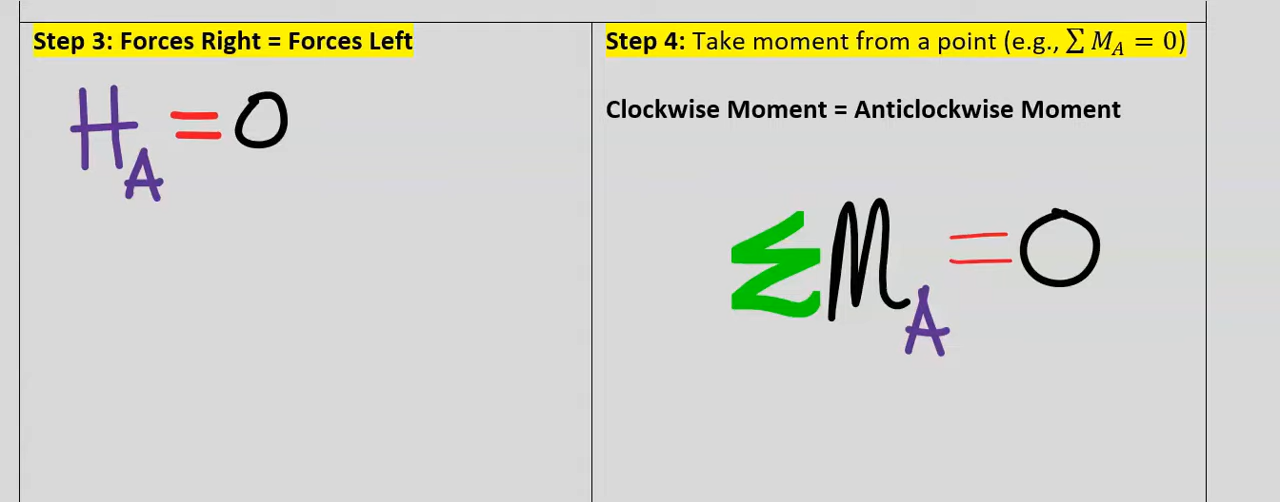 Step 3: Forces Right = Forces Left
H_A = 0
Step 4: Take moment from a point (e.g., ∑ M_A = 0)
Clockwise Moment = Anticlockwise Moment
∑M_A = 0